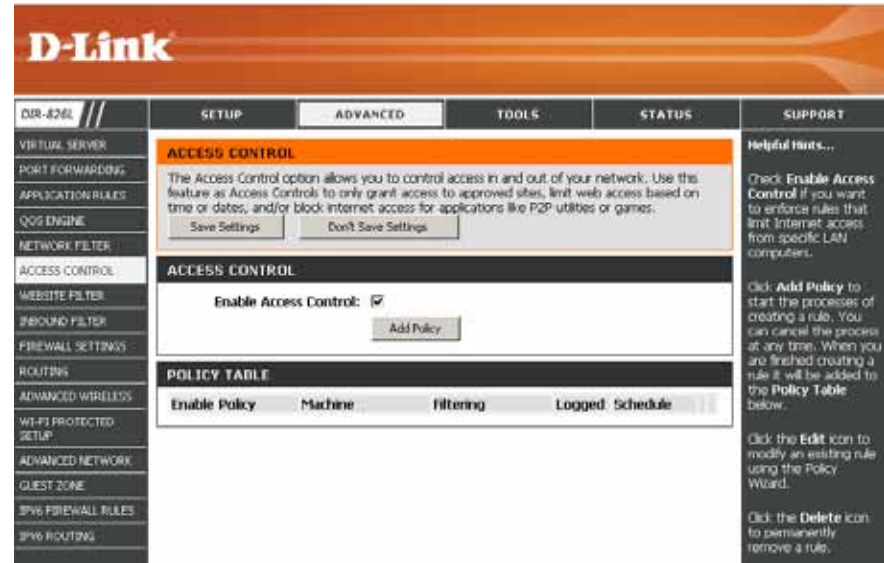 D-Link
DIR-826L
SETUP
ADVANCED
TOOLS
STATUS
SUPPORT
VIRTUAL SERVER
PORT FORWARDING
APPLICATION RULES
QOS ENGINE
NETWORK FILTER
ACCESS CONTROL
WEBSITE FILTER
INBOUND FILTER
FIREWALL SETTINGS
ROUTING
ADVANCED WIRELESS
WI-FI PROTECTED
SETUP
ADVANCED NETWORK
GUEST ZONE
IPV6 FIREWALL RULES
IPV6 ROUTING
ACCESS CONTROL
The Access Control option allows you to control access in and out of your network. Use this
feature as Access Controls to only grant access to approved sites, limit web access based on
time or dates, and/or block internet access for applications like P2P utilities or games.
Save Settings
Don't Save Settings
ACCESS CONTROL
Enable Access Control:
Add Policy
POLICY TABLE
Enable Policy Machine Filtering Logged Schedule
Helpful Hints...
Check Enable Access
Control if you want
to enforce rules that
limit Internet access
from specific LAN
computers.
Click Add Policy to
start the processes of
creating a rule. You
can cancel the process
at any time. When you
are finished creating a
rule it will be added to
the Policy Table
below.
Click the Edit icon to
modify an existing rule
using the Policy
Wizard.
Click the Delete icon
to permanently
remove a rule.